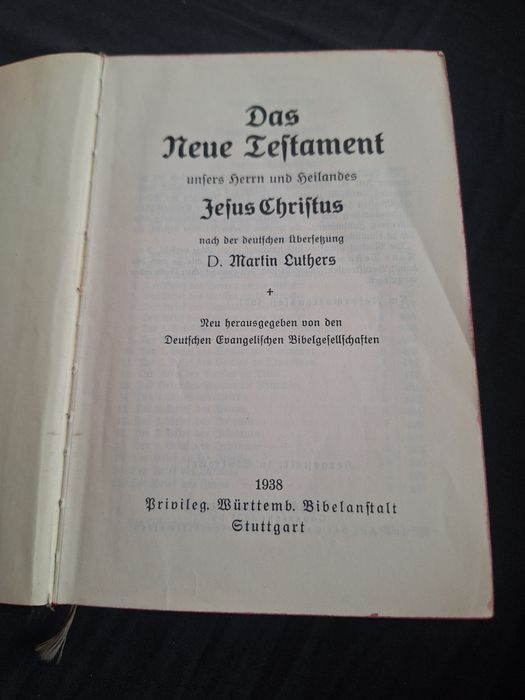 Das
Neue Teſtament
unſers Herrn und Heilandes
Jeſus Chriſtus
nach der deutſchen Überſetzung
D. Martin Luthers
+
Neu herausgegeben von den
Deutſchen Evangeliſchen Bibelgeſellſchaften
1938
Privileg. Württemb. Bibelanſtalt
Stuttgart